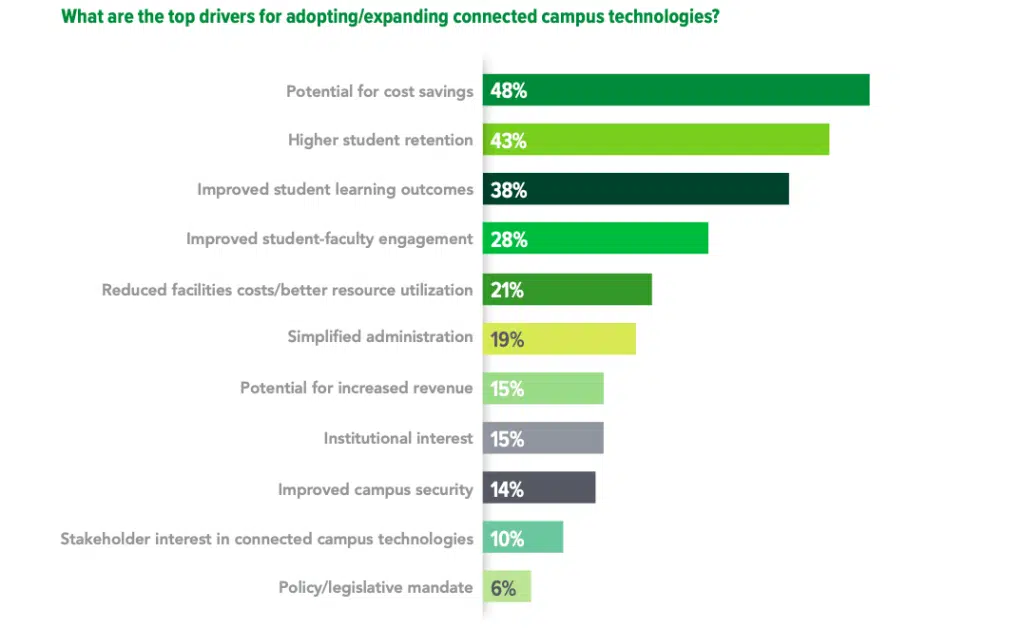 What are the top drivers for adopting/expanding connected campus technologies?
Potential for cost savings 48%
Higher student retention 43%
Improved student learning outcomes 38%
Improved student-faculty engagement 28%
Reduced facilities costs/better resource utilization 21%
Simplified administration 19%
Potential for increased revenue 15%
Institutional interest 15%
Improved campus security 14%
Stakeholder interest in connected campus technologies 10%
Policy/legislative mandate 6%